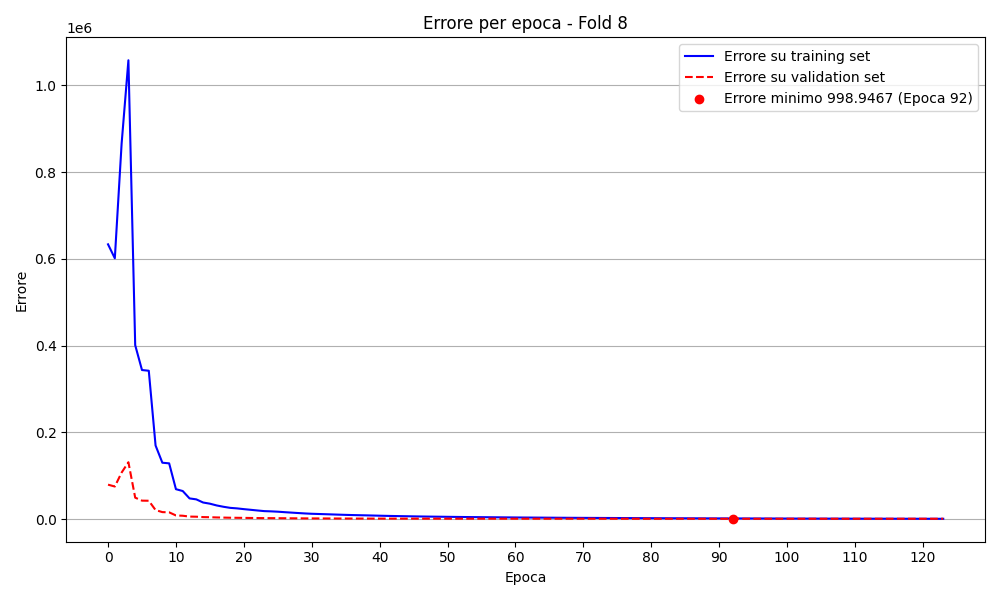 Errore per epoca - Fold 8
1e6
Errore su training set
Errore su validation set
Errore minimo 998.9467 (Epoca 92)
1.0
0.8
0.6
0.4
0.2
0.0
Errore
0 10 20 30 40 50 60 70 80 90 100 110 120
Epoca